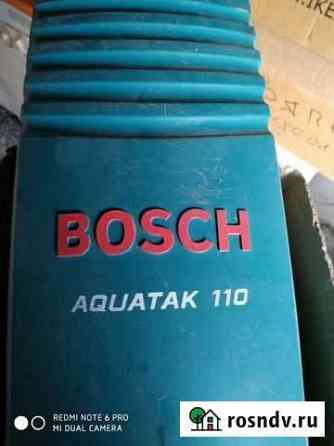 BOSCH
AQUATAK 110
REDMI NOTE 6 PRO
MI DUAL CAMERA
rosndv.ru